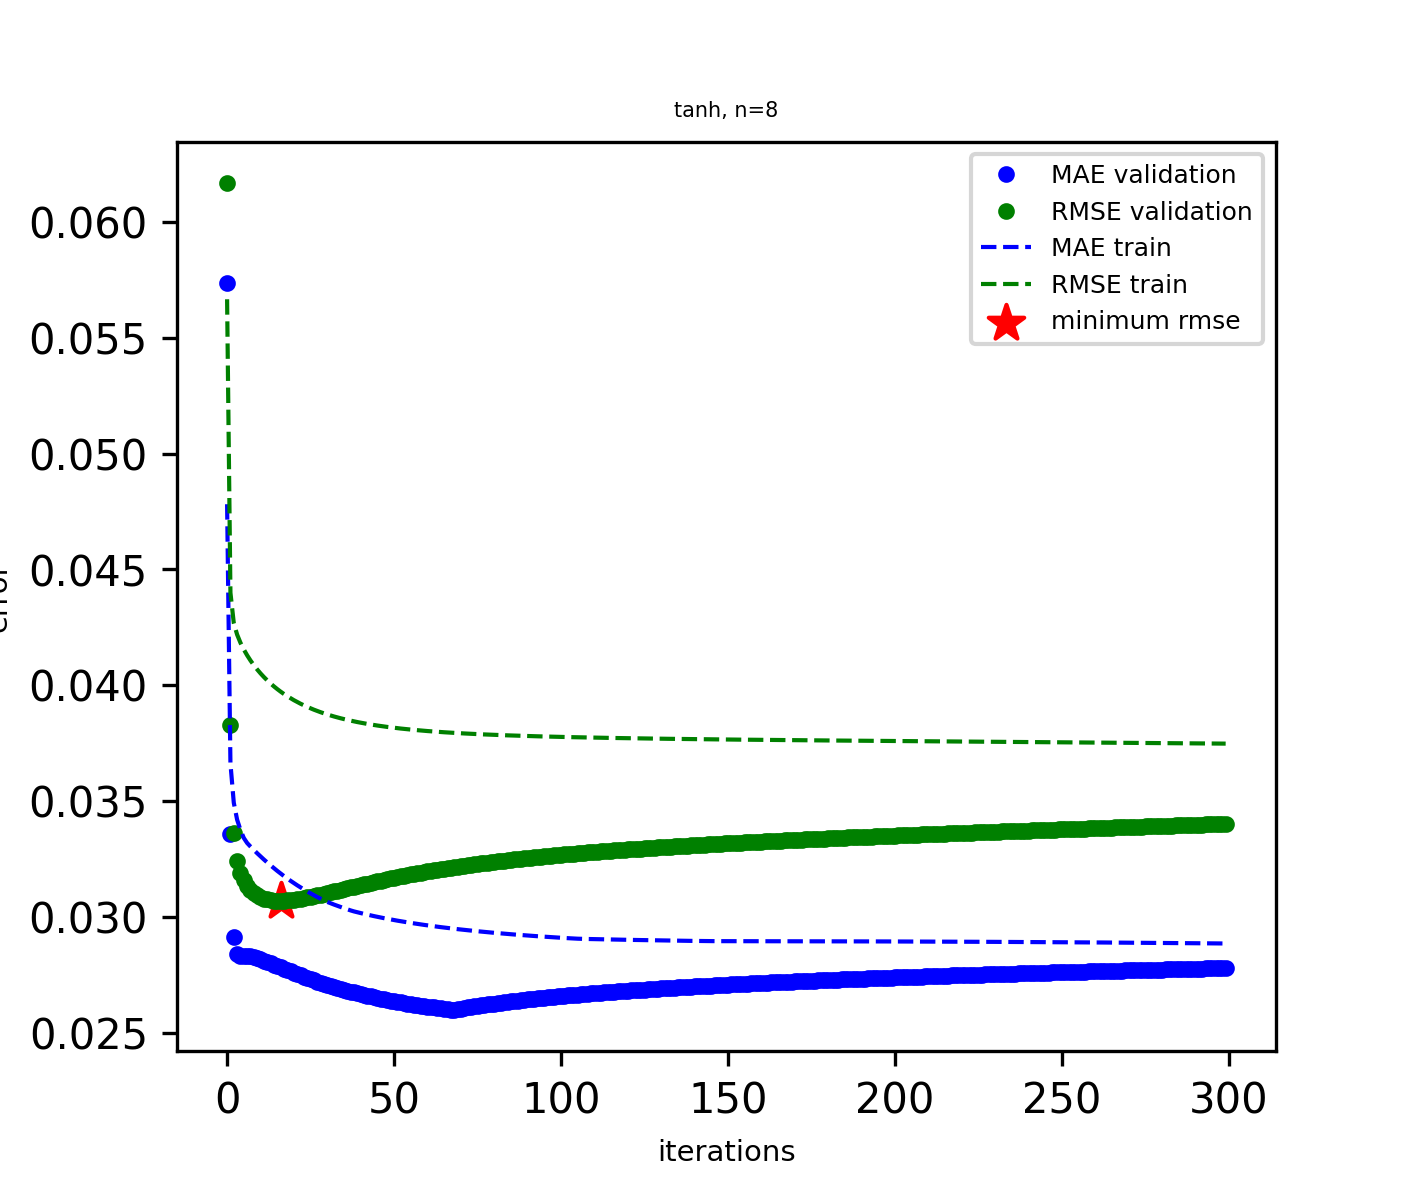 tanh, n=8
MAE validation
RMSE validation
MAE train
RMSE train
minimum rmse
0.060
0.055
0.050
0.045
0.040
0.035
0.030
0.025
0 50 100 150 200 250 300
iterations